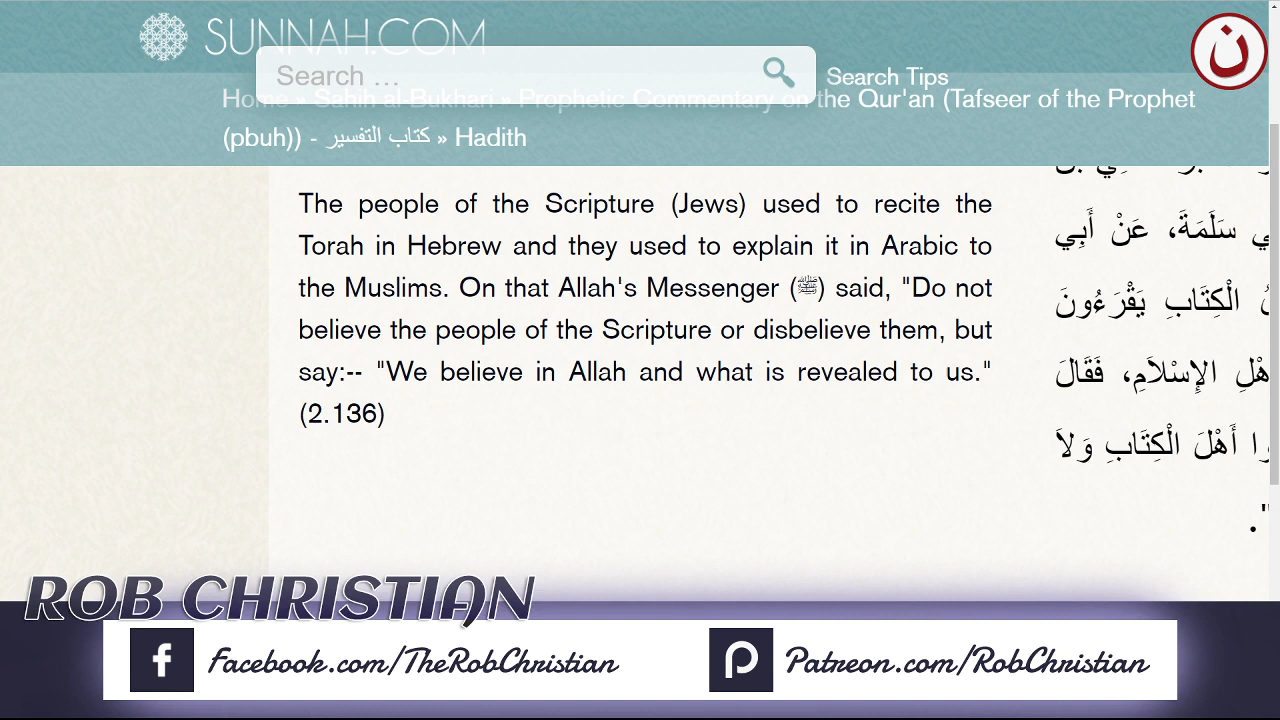 SUNNAH.COM
Search ...
Search Tips
Home » Sahih al-Bukhari » Prophetic Commentary on the Qur'an (Tafseer of the Prophet
(pbuh)) - كتاب التفسير » Hadith
ن
The people of the Scripture (Jews) used to recite the
Torah in Hebrew and they used to explain it in Arabic to
the Muslims. On that Allah's Messenger (ﷺ) said, "Do not
believe the people of the Scripture or disbelieve them, but
say:-- "We believe in Allah and what is revealed to us."
(2.136)
سَلَمَةَ، عَنْ أَبِي
الْكِتَابِ يَقْرَءُونَ
الإِسْلاَمِ، فَقَالَ
أَهْلَ الْكِتَابِ وَلاَ
".
ROB CHRISTIAN
Facebook.com/TheRobChristian
Patreon.com/RobChristian